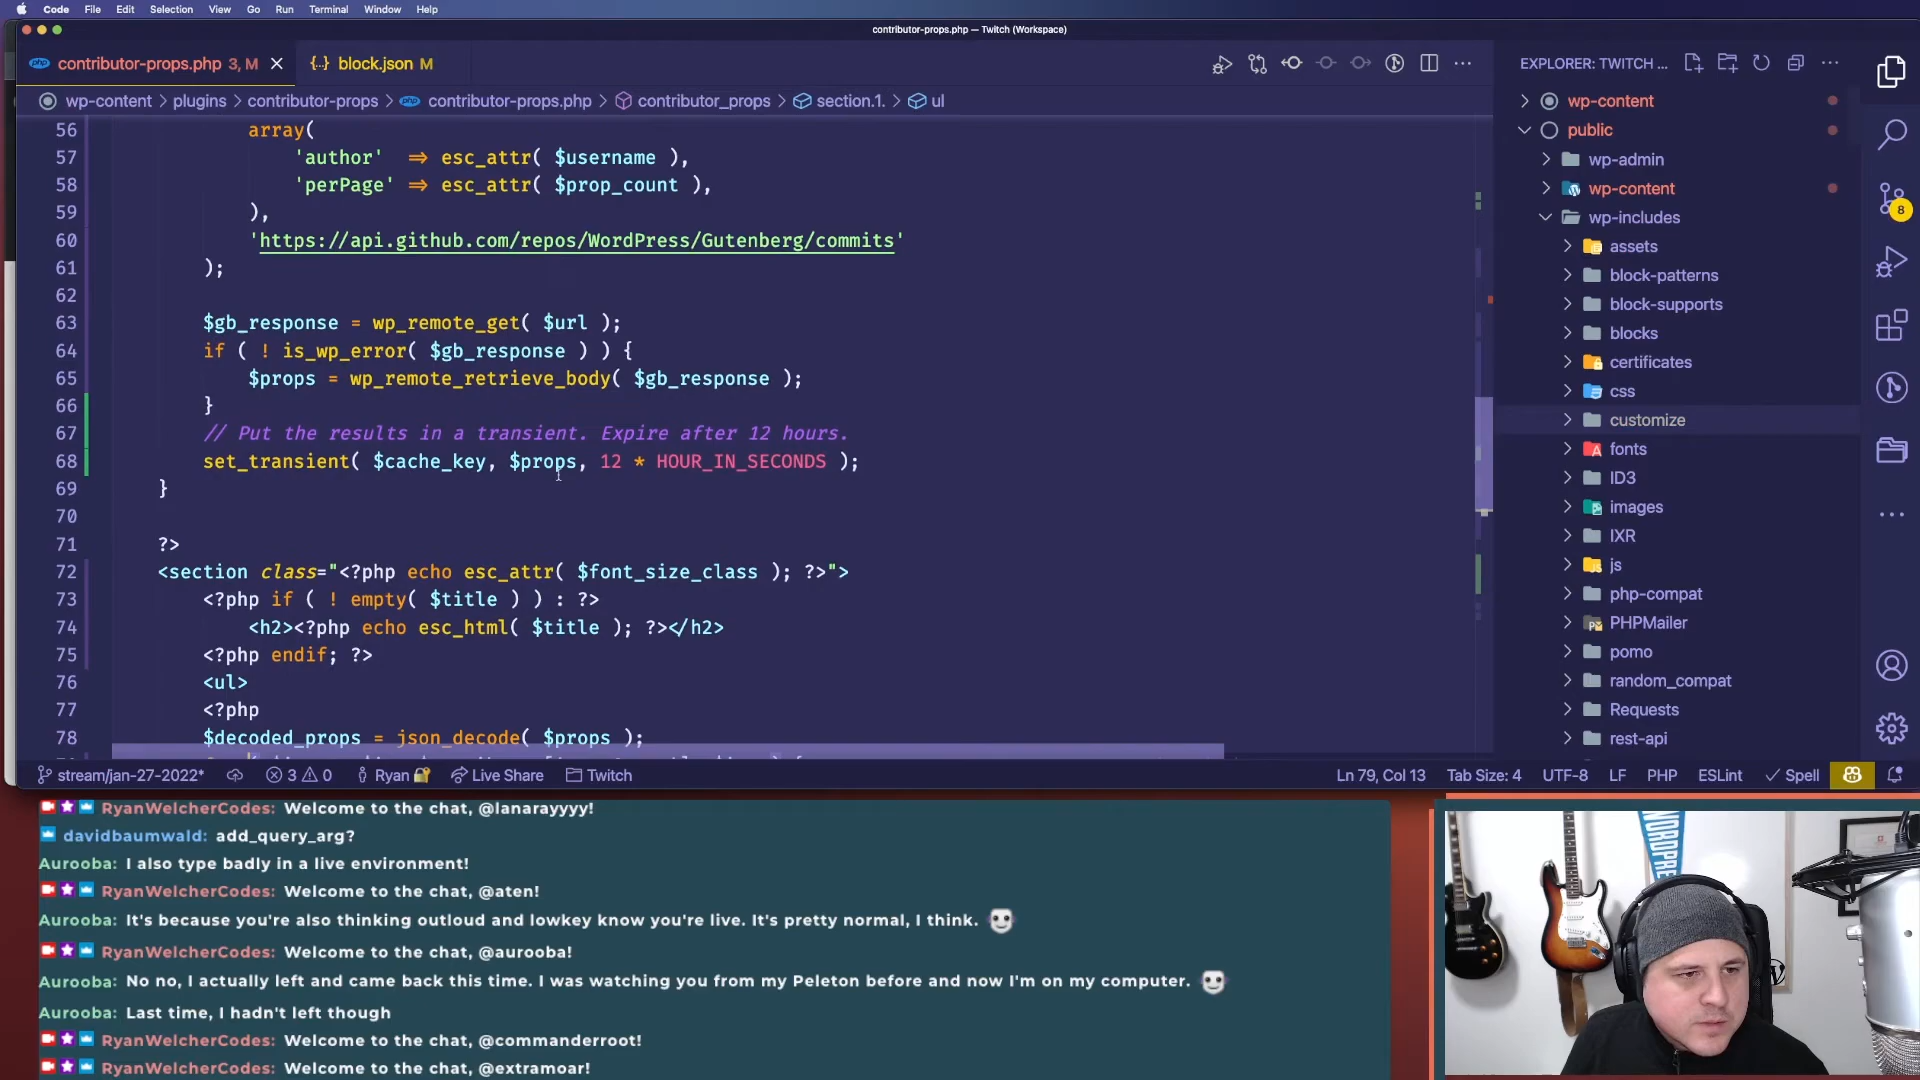 Code File Edit Selection View Go Run Terminal Window Help
contributor-props.php — Twitch (Workspace)
contributor-props.php 3, M
block.json M
EXPLORER: TWITCH ...
wp-content > plugins > contributor-props > contributor-props.php > contributor_props > section.1. > ul
56 array(
57 'author' => esc_attr( $username ),
58 'perPage' => esc_attr( $prop_count ),
59 ),
60 'https://api.github.com/repos/WordPress/Gutenberg/commits'
61 );
62
63 $gb_response = wp_remote_get( $url );
64 if ( ! is_wp_error( $gb_response ) ) {
65 $props = wp_remote_retrieve_body( $gb_response );
66 }
67 // Put the results in a transient. Expire after 12 hours.
68 set_transient( $cache_key, $props, 12 * HOUR_IN_SECONDS );
69 }
70
71 ?>
72 <section class="<?php echo esc_attr( $font_size_class ); ?>">
73 <?php if ( ! empty( $title ) ) : ?>
74 <h2><?php echo esc_html( $title ); ?></h2>
75 <?php endif; ?>
76 <ul>
77 <?php
78 $decoded_props = json_decode( $props );
wp-content
public
wp-admin
wp-content
wp-includes
assets
block-patterns
block-supports
blocks
certificates
css
customize
fonts
ID3
images
IXR
js
php-compat
PHPMailer
pomo
random_compat
Requests
rest-api
8
stream/jan-27-2022* 3 0 Ryan Live Share Twitch Ln 79, Col 13 Tab Size: 4 UTF-8 LF PHP ESLint Spell
RyanWelcherCodes: Welcome to the chat, @lanarayyyy!
davidbaumwald: add_query_arg?
Aurooba: I also type badly in a live environment!
RyanWelcherCodes: Welcome to the chat, @aten!
Aurooba: It's because you're also thinking outloud and lowkey know you're live. It's pretty normal, I think.
RyanWelcherCodes: Welcome to the chat, @aurooba!
Aurooba: No no, I actually left and came back this time. I was watching you from my Peleton before and now I'm on my computer.
Aurooba: Last time, I hadn't left though
RyanWelcherCodes: Welcome to the chat, @commanderroot!
RyanWelcherCodes: Welcome to the chat, @extramoar!